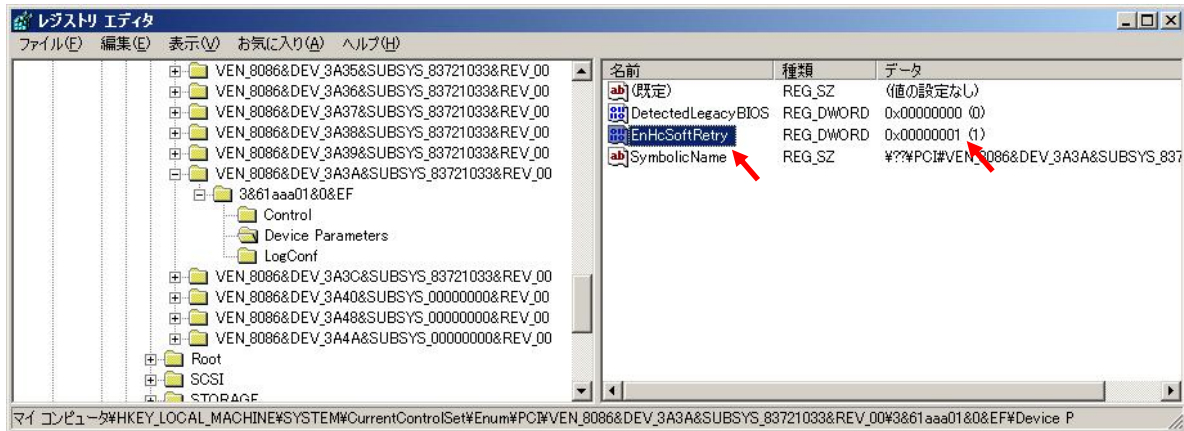 レジストリ エディタ
ファイル(F) 編集(E) 表示(V) お気に入り(A) ヘルプ(H)
VEN_8086&DEV_3A35&SUBSYS_83721033&REV_00
VEN_8086&DEV_3A36&SUBSYS_83721033&REV_00
VEN_8086&DEV_3A37&SUBSYS_83721033&REV_00
VEN_8086&DEV_3A38&SUBSYS_83721033&REV_00
VEN_8086&DEV_3A39&SUBSYS_83721033&REV_00
VEN_8086&DEV_3A3A&SUBSYS_83721033&REV_00
3&61aaa01&0&EF
Control
Device Parameters
LogConf
VEN_8086&DEV_3A3C&SUBSYS_83721033&REV_00
VEN_8086&DEV_3A40&SUBSYS_00000000&REV_00
VEN_8086&DEV_3A48&SUBSYS_00000000&REV_00
VEN_8086&DEV_3A4A&SUBSYS_00000000&REV_00
Root
SCSI
STORAGE
名前 種類 データ
(既定) REG_SZ (値の設定なし)
DetectedLegacyBIOS REG_DWORD 0x00000000 (0)
EnHcSoftRetry REG_DWORD 0x00000001 (1)
SymbolicName REG_SZ ¥??¥PCI#VEN_8086&DEV_3A3A&SUBSYS_837
マイ コンピュータ¥HKEY_LOCAL_MACHINE¥SYSTEM¥CurrentControlSet¥Enum¥PCI¥VEN_8086&DEV_3A3A&SUBSYS_83721033&REV_00¥3&61aaa01&0&EF¥Device P